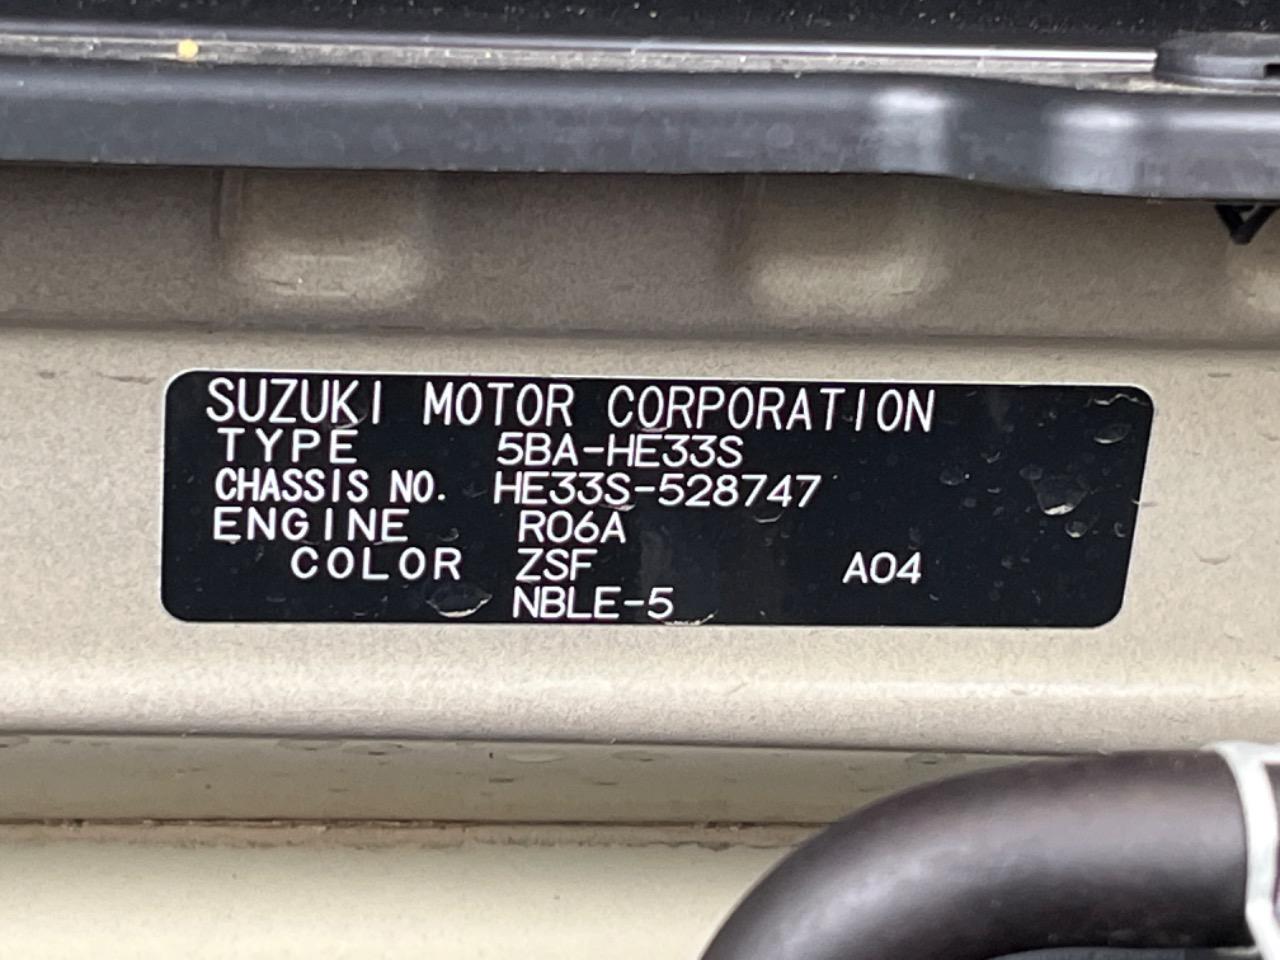 SUZUKI MOTOR CORPORATION
TYPE 5BA-HE33S
CHASSIS NO. HE33S-528747
ENGINE R06A
COLOR ZSF A04
NBLE-5